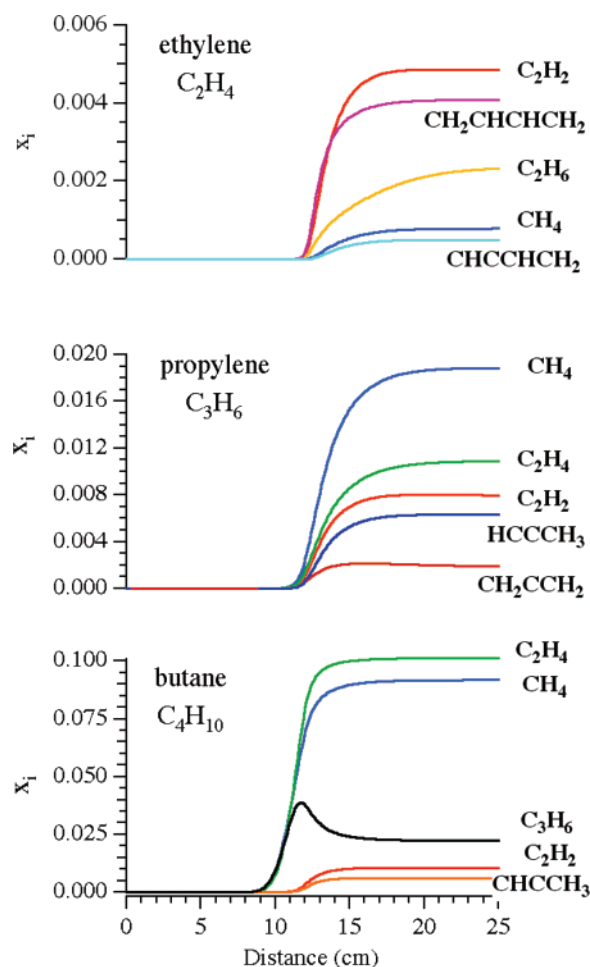 0.006
ethylene
C₂H₂
C₂H₄
0.004
CH₂CHCHCH₂
xᵢ
C₂H₆
0.002
CH₄
0.000
CHCCHCH₂
0.020
propylene
CH₄
0.016
C₃H₆
xᵢ
0.012
C₂H₄
0.008
C₂H₂
HCCCH₃
0.004
0.000
CH₂CCH₂
C₂H₄
0.100
butane
CH₄
C₄H₁₀
0.075
xᵢ
0.050
C₃H₆
0.025
C₂H₂
0.000
CHCCH₃
0 5 10 15 20 25
Distance (cm)